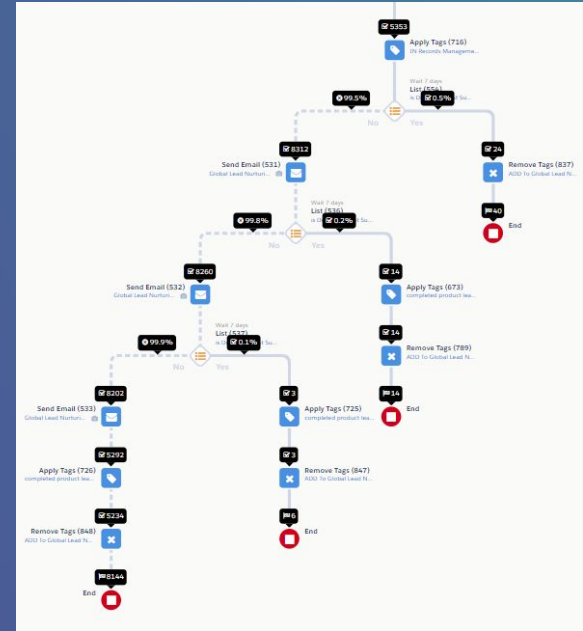 5353
Apply Tags (716)
IN Records Manageme...
Wait 7 days
99.5%
0.5%
No
Yes
8312
Send Email (531)
Global Lead Nurturi...
24
Remove Tags (837)
ADD To Global Lead N...
40
End
Wait 7 days
List (536)
99.8%
0.2%
No
Yes
8260
Send Email (532)
Global Lead Nurturi...
14
Apply Tags (673)
completed product lea...
14
Remove Tags (789)
ADD To Global Lead N...
14
End
Wait 7 days
List (537)
99.9%
0.1%
No
Yes
8202
Send Email (533)
Global Lead Nurturi...
3
Apply Tags (725)
completed product lea...
5292
Apply Tags (726)
completed product lea...
3
Remove Tags (847)
ADD To Global Lead N...
5234
Remove Tags (848)
ADD To Global Lead N...
6
End
8144
End